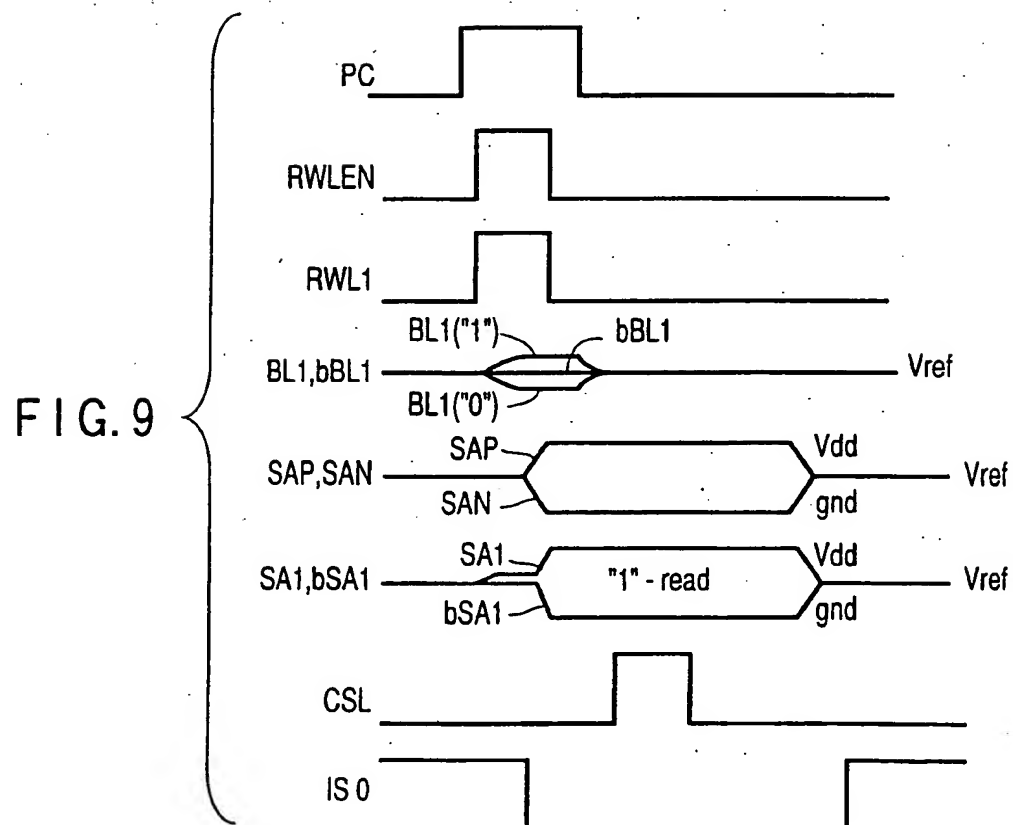 PC
RWLEN
RWL1
BL1("1")
bBL1
BL1,bBL1
Vref
BL1("0")
FIG. 9
SAP
Vdd
SAP,SAN
Vref
SAN
gnd
SA1
Vdd
SA1,bSA1
"1" - read
Vref
bSA1
gnd
CSL
IS 0